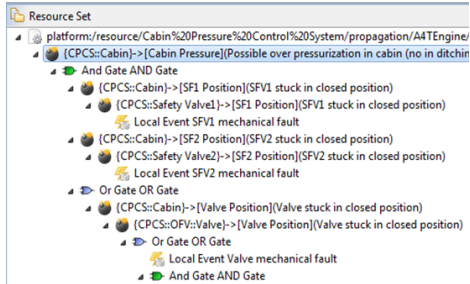 Resource Set
platform:/resource/Cabin%20Pressure%20Control%20System/propagation/A4TEngine/
{CPCS::Cabin}->[Cabin Pressure](Possible over pressurization in cabin (no in ditchin
And Gate AND Gate
{CPCS::Cabin}->[SF1 Position](SFV1 stuck in closed position)
{CPCS::Safety Valve1}->[SF1 Position](SFV1 stuck in closed position)
Local Event SFV1 mechanical fault
{CPCS::Cabin}->[SF2 Position](SFV2 stuck in closed position)
{CPCS::Safety Valve2}->[SF2 Position](SFV2 stuck in closed position)
Local Event SFV2 mechanical fault
Or Gate OR Gate
{CPCS::Cabin}->[Valve Position](Valve stuck in closed position)
{CPCS::OFV::Valve}->[Valve Position](Valve stuck in closed position)
Or Gate OR Gate
Local Event Valve mechanical fault
And Gate AND Gate